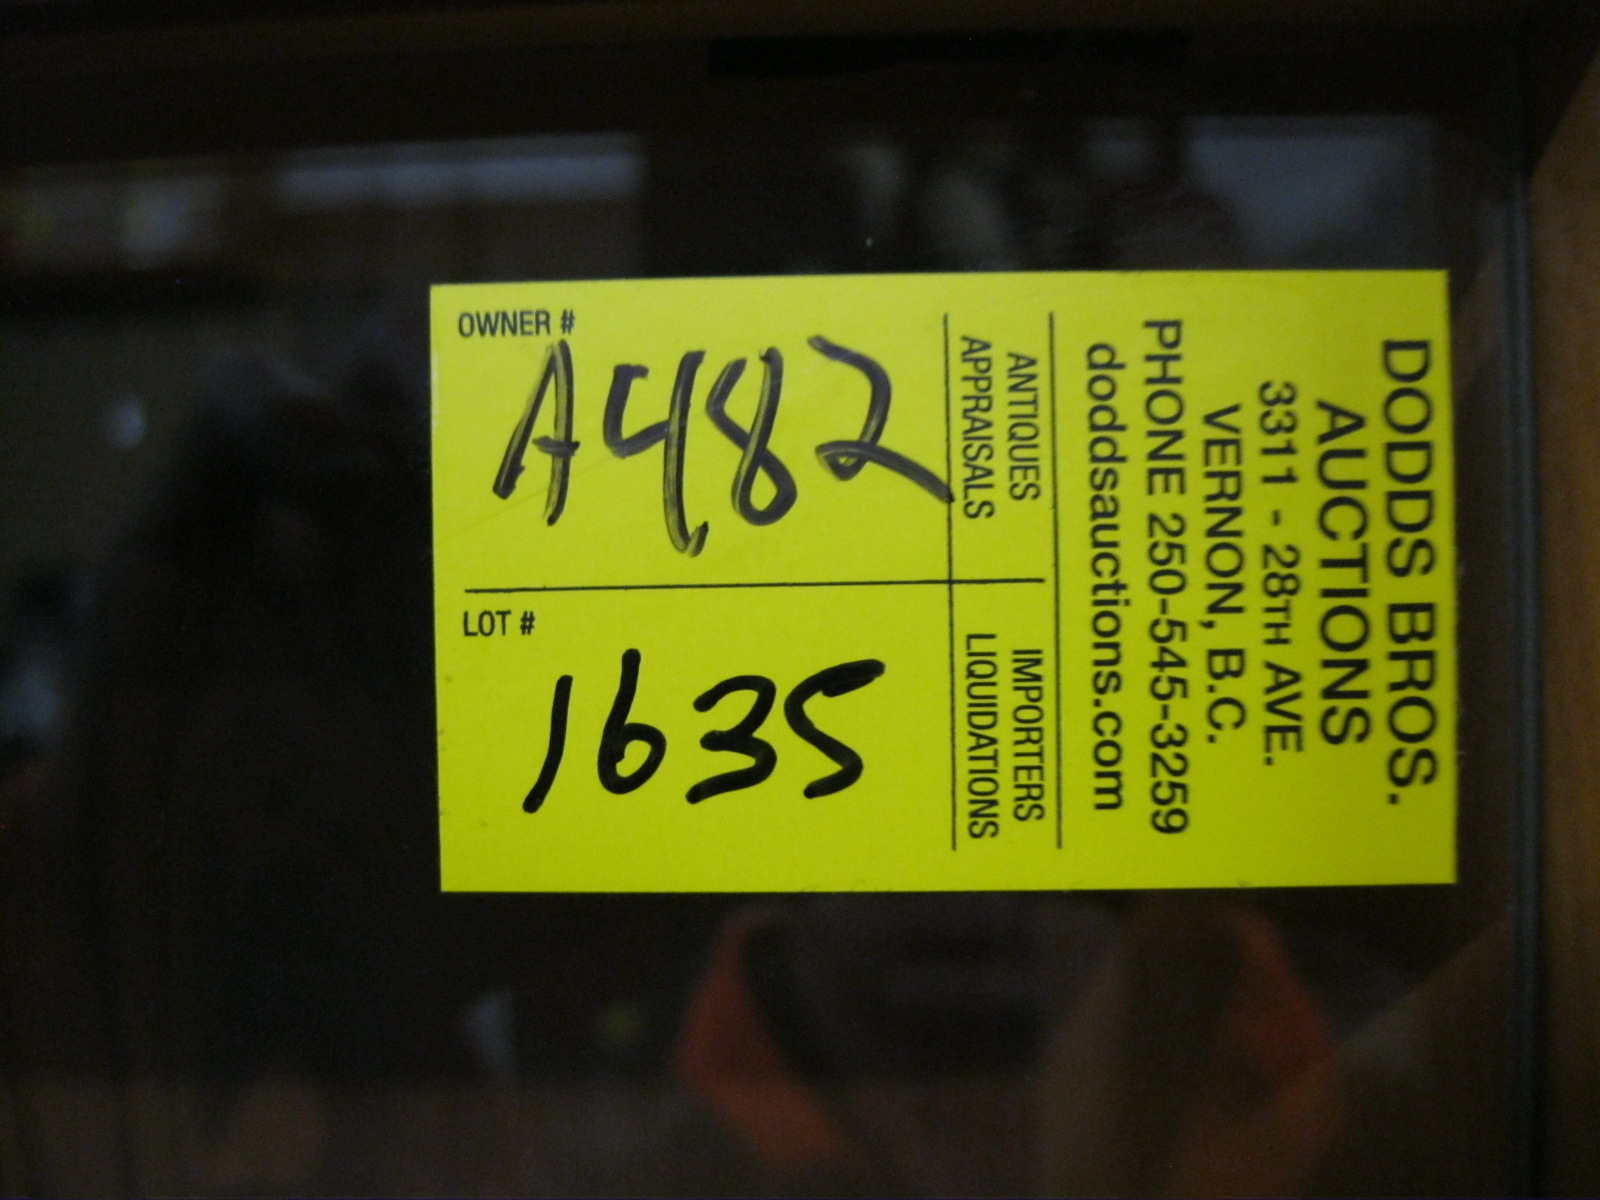 DODDS BROS.
AUCTIONS
3311 - 28TH AVE.
VERNON, B.C.
PHONE 250-545-3259
doddsauctions.com
ANTIQUES
APPRAISALS
IMPORTERS
LIQUIDATIONS
OWNER #
A482
LOT #
1635